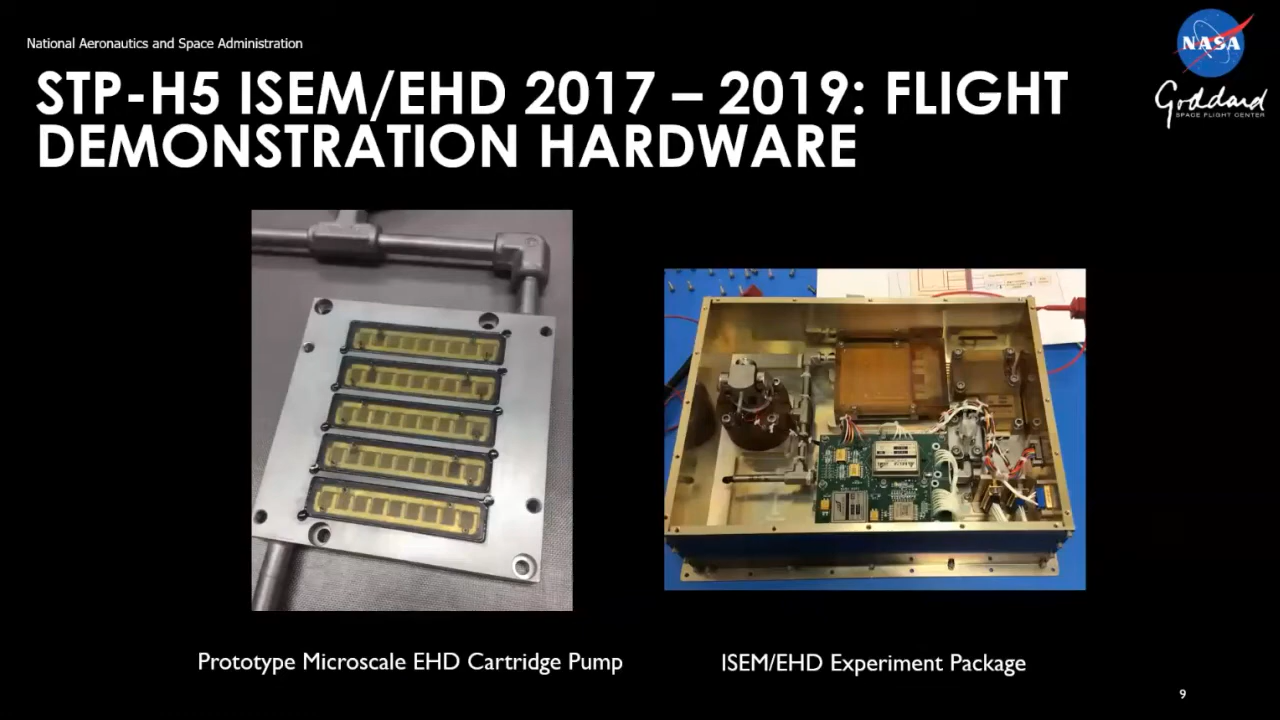 National Aeronautics and Space Administration
NASA
STP-H5 ISEM/EHD 2017 – 2019: FLIGHT
DEMONSTRATION HARDWARE
Goddard
SPACE FLIGHT CENTER
Prototype Microscale EHD Cartridge Pump
ISEM/EHD Experiment Package
9